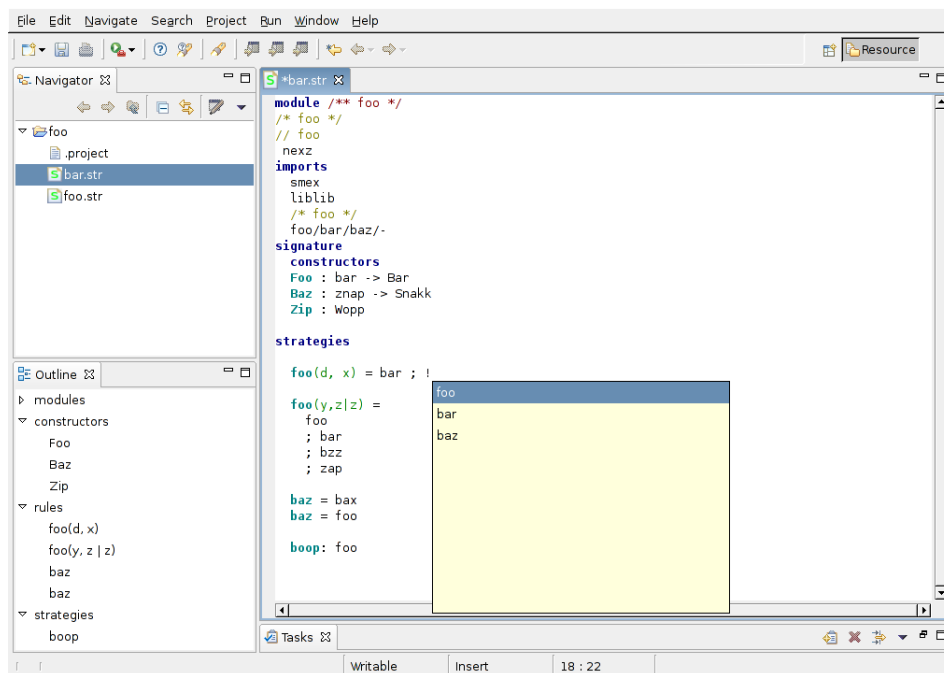 File Edit Navigate Search Project Run Window Help
Resource
Navigator
foo
.project
bar.str
foo.str
Outline
modules
constructors
Foo
Baz
Zip
rules
foo(d, x)
foo(y, z | z)
baz
baz
strategies
boop
*bar.str
module /** foo */
/* foo */
// foo
nexz
imports
smex
liblib
/* foo */
foo/bar/baz/-
signature
constructors
Foo : bar -> Bar
Baz : znap -> Snakk
Zip : Wopp
strategies
foo(d, x) = bar ; !
foo(y,z|z) =
foo
; bar
; bzz
; zap
baz = bax
baz = foo
boop: foo
foo
bar
baz
Tasks
Writable Insert 18 : 22